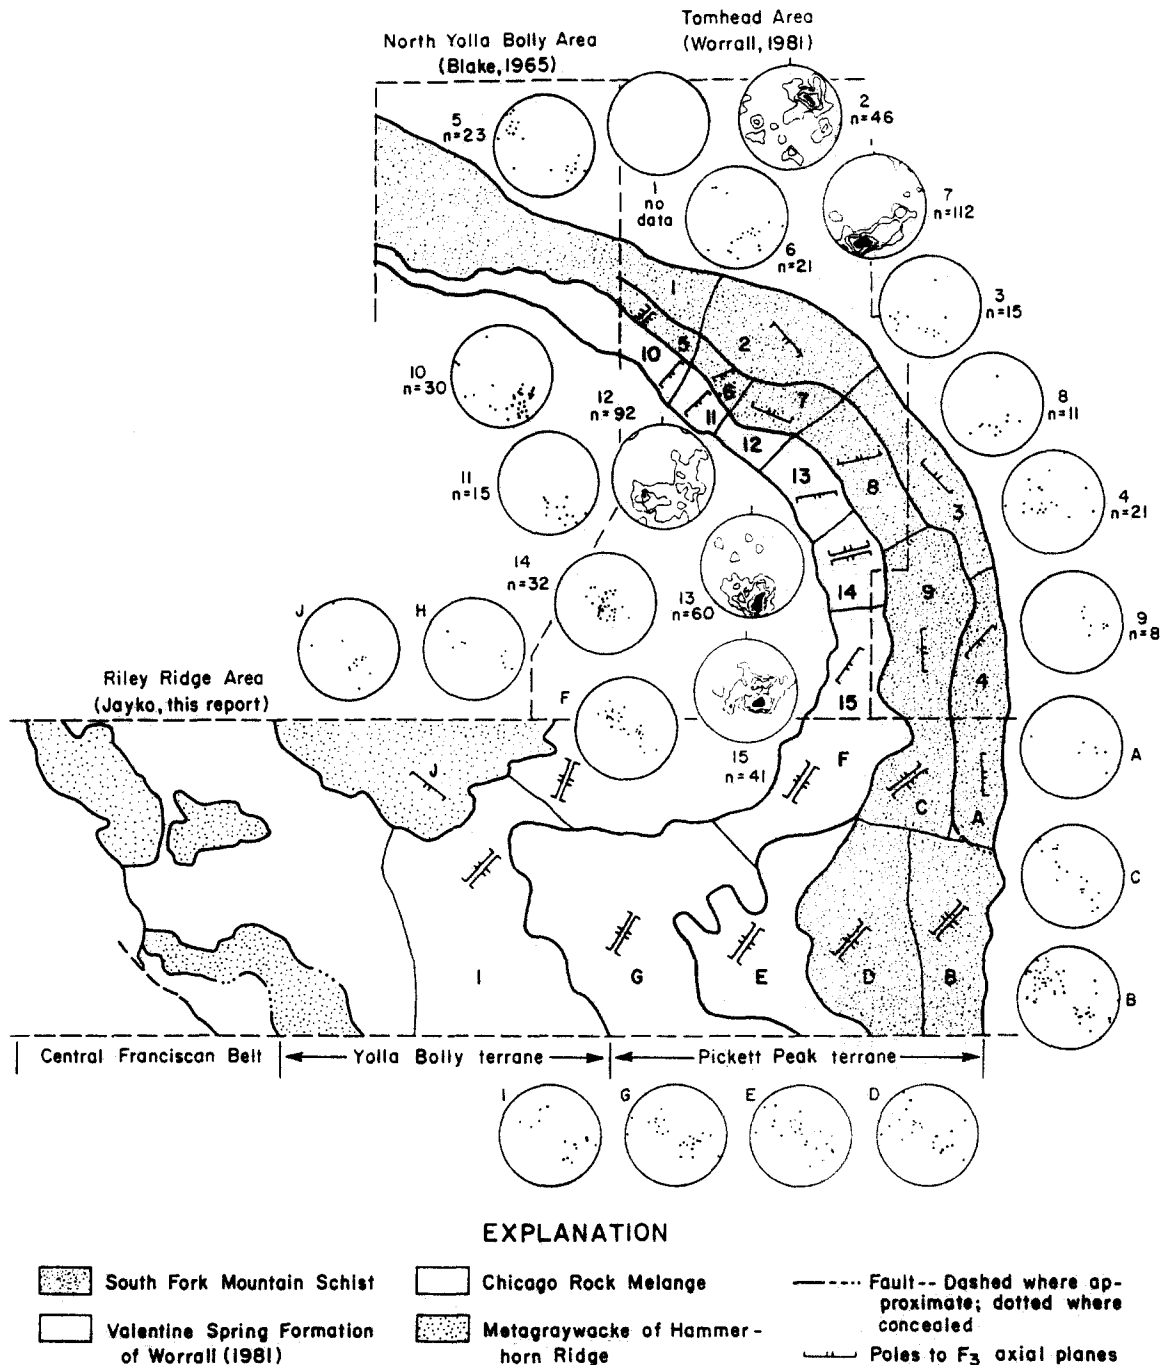 Tomhead Area
(Worrall, 1981)
North Yolla Bolly Area
(Blake, 1965)
5
n=23
no
data
2
n=46
7
n=112
6
n=21
3
n=15
8
n=11
4
n=21
9
n=8
10
n=30
12
n=92
11
n=15
14
n=32
13
n=60
15
n=41
J
H
F
A
C
B
1
2
3
4
5
6
7
8
9
10
11
12
13
14
15
Riley Ridge Area
(Jayko, this report)
J
F
C
A
I
G
E
D
B
Central Franciscan Belt
Yolla Bolly terrane
Pickett Peak terrane
I
G
E
D
EXPLANATION
South Fork Mountain Schist
Valentine Spring Formation
of Worrall (1981)
Chicago Rock Melange
Metagraywacke of Hammer-
horn Ridge
Fault -- Dashed where ap-
proximate; dotted where
concealed
Poles to F3 axial planes